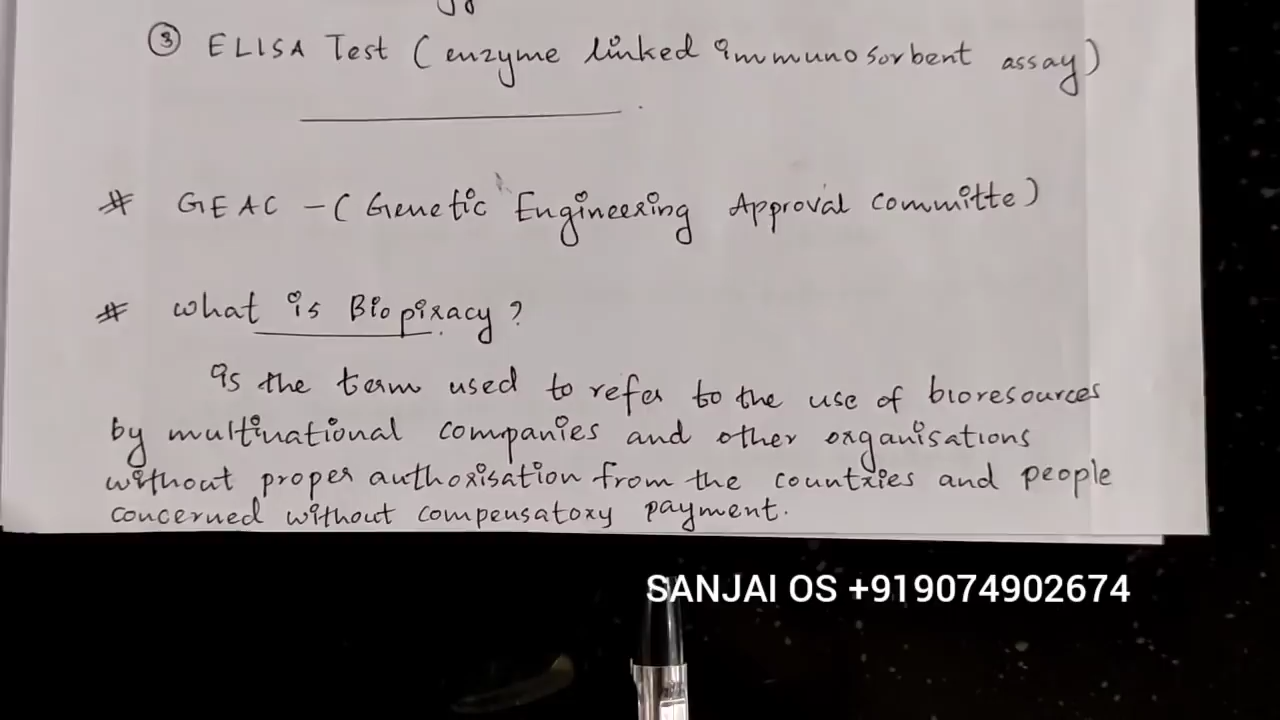 ③ ELISA Test (enzyme linked immunosorbent assay)
# GEAC - (Genetic Engineering Approval committe)
# what is Biopiracy?
is the term used to refer to the use of bioresources
by multinational companies and other organisations
without proper authorisation from the countries and people
concerned without compensatory payment.
SANJAI OS +919074902674